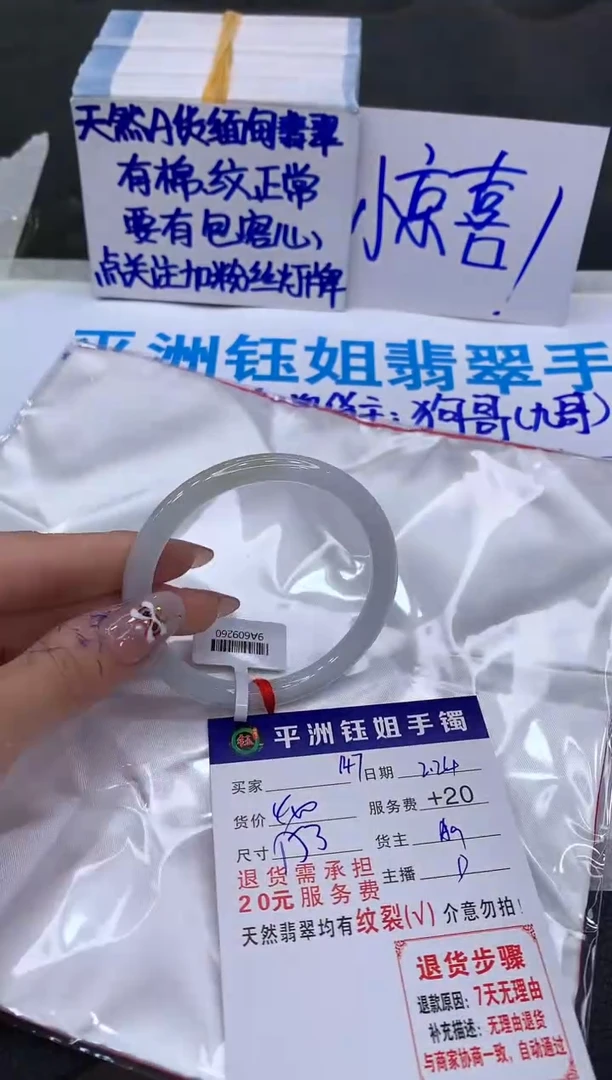 天然A货缅甸翡翠
有棉纹正常
要有包容心、
点关注加粉丝灯牌
惊喜!
平洲钰姐翡翠手
狗哥(九哥)
9A609260
平洲钰姐手镯
买家 147 日期 2.24
货价 服务费 +20
尺寸 货主 A9
退货需承担 主播 D
20元服务费
天然翡翠均有纹裂(√) 介意勿拍!
退货步骤
退款原因: 7天无理由
补充描述: 无理由退货
与商家协商一致, 自动通过